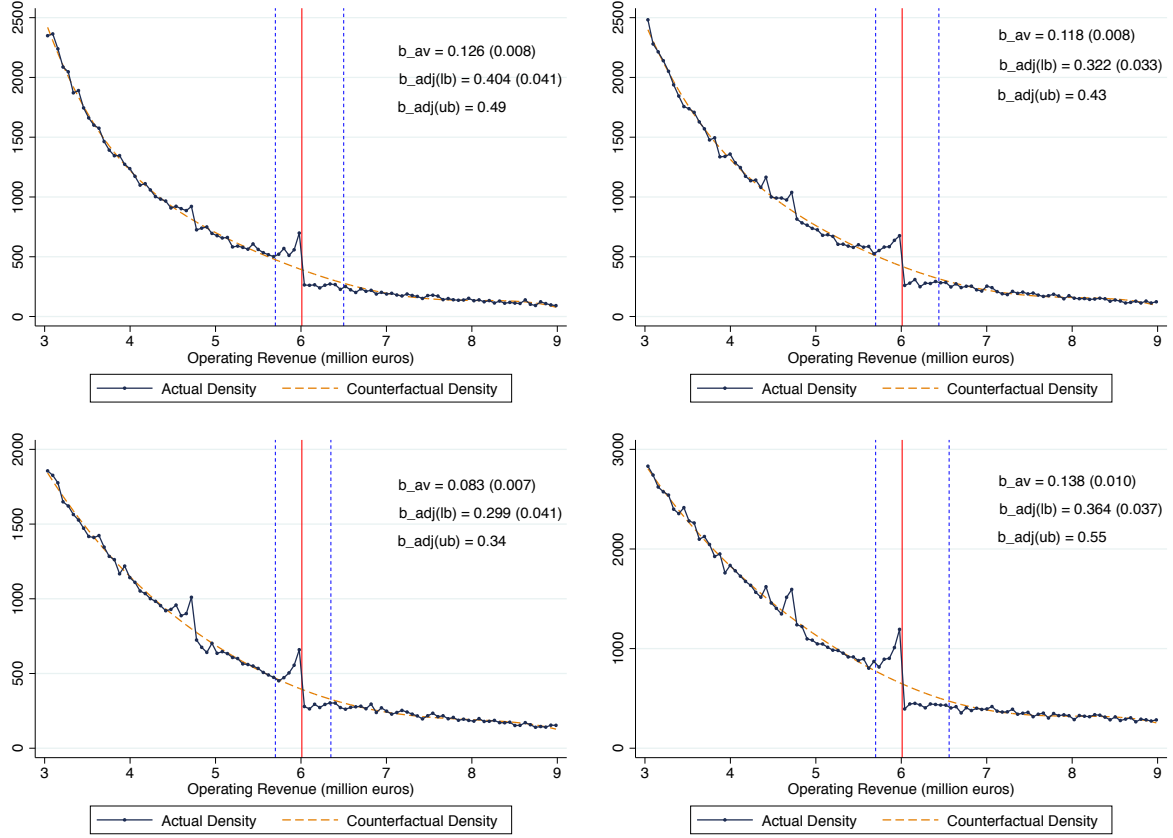 2500
2000
1500
1000
500
0
b_av = 0.126 (0.008)
b_adj(lb) = 0.404 (0.041)
b_adj(ub) = 0.49
3 4 5 6 7 8 9
Operating Revenue (million euros)
Actual Density Counterfactual Density
2500
2000
1500
1000
500
0
b_av = 0.118 (0.008)
b_adj(lb) = 0.322 (0.033)
b_adj(ub) = 0.43
3 4 5 6 7 8 9
Operating Revenue (million euros)
Actual Density Counterfactual Density
2000
1500
1000
500
0
b_av = 0.083 (0.007)
b_adj(lb) = 0.299 (0.041)
b_adj(ub) = 0.34
3 4 5 6 7 8 9
Operating Revenue (million euros)
Actual Density Counterfactual Density
3000
2000
1000
0
b_av = 0.138 (0.010)
b_adj(lb) = 0.364 (0.037)
b_adj(ub) = 0.55
3 4 5 6 7 8 9
Operating Revenue (million euros)
Actual Density Counterfactual Density